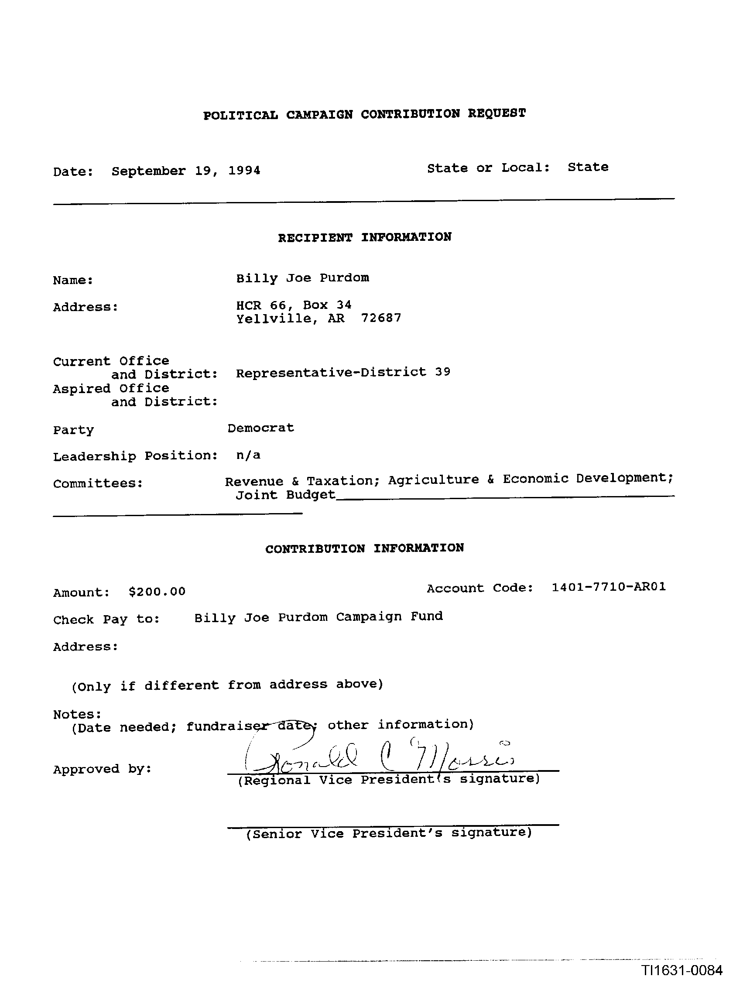 POLITICAL CAMPAIGN CONTRIBUTION REQUEST
Date: September 19, 1994 State or Local: State
RECIPIENT INFORMATION
Name: Billy Joe Purdom
Address: HCR 66, Box 34
Yellville, AR 72687
Current Office
and District: Representative-District 39
Aspired Office
and District:
Party Democrat
Leadership Position: n/a
Committees: Revenue & Taxation; Agriculture & Economic Development;
Joint Budget
CONTRIBUTION INFORMATION
Amount: $200.00 Account Code: 1401-7710-AR01
Check Pay to: Billy Joe Purdom Campaign Fund
Address:
(Only if different from address above)
Notes:
(Date needed; fundraiser date; other information)
Approved by: Ronald C Morris
(Regional Vice President's signature)
(Senior Vice President's signature)
TI1631-0084